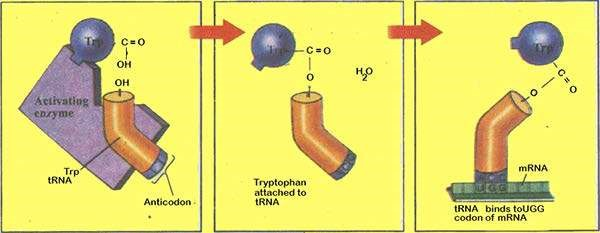 Trp
C = O
OH
OH
Activating
enzyme
Trp
tRNA
Anticodon
Trp
C = O
O
H2O
Tryptophan
attached to
tRNA
Trp
C
O
O
mRNA
UGG
tRNA binds toUGG
codon of mRNA